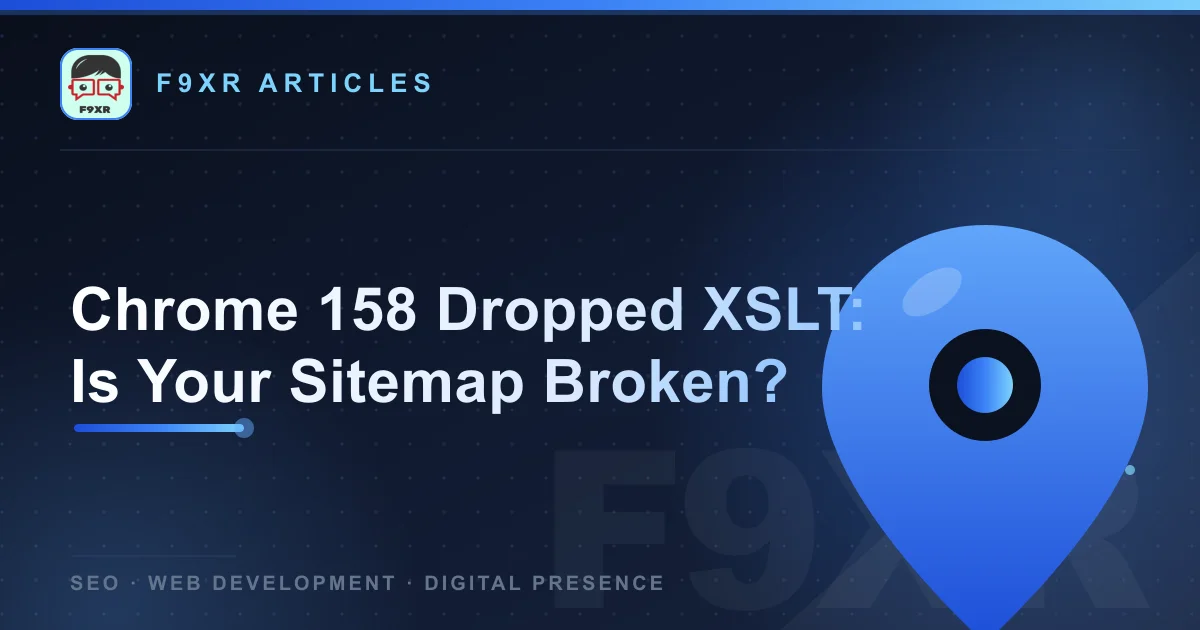 F9XR
F9XR ARTICLES
Chrome 158 Dropped XSLT:
Is Your Sitemap Broken?
F9XR
SEO · WEB DEVELOPMENT · DIGITAL PRESENCE